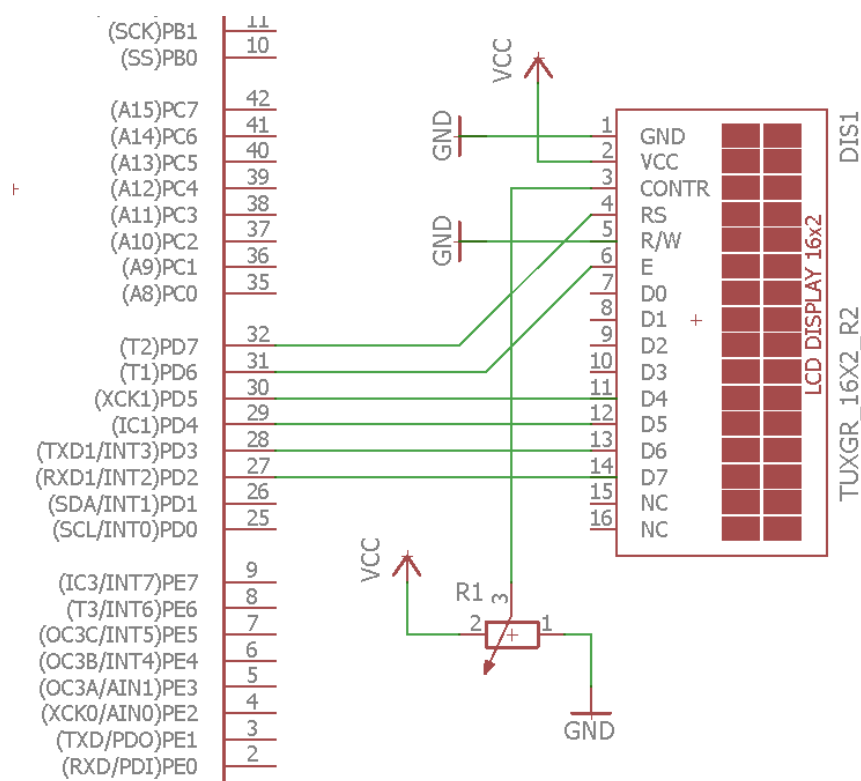 (SCK)PB1 11
(SS)PB0 10
(A15)PC7 42
(A14)PC6 41
(A13)PC5 40
(A12)PC4 39
(A11)PC3 38
(A10)PC2 37
(A9)PC1 36
(A8)PC0 35
(T2)PD7 32
(T1)PD6 31
(XCK1)PD5 30
(IC1)PD4 29
(TXD1/INT3)PD3 28
(RXD1/INT2)PD2 27
(SDA/INT1)PD1 26
(SCL/INT0)PD0 25
(IC3/INT7)PE7 9
(T3/INT6)PE6 8
(OC3C/INT5)PE5 7
(OC3B/INT4)PE4 6
(OC3A/AIN1)PE3 5
(XCK0/AIN0)PE2 4
(TXD/PDO)PE1 3
(RXD/PDI)PE0 2
VCC
GND
GND
1 GND
2 VCC
3 CONTR
4 RS
5 R/W
6 E
7 D0
8 D1
9 D2
10 D3
11 D4
12 D5
13 D6
14 D7
15 NC
16 NC
LCD DISPLAY 16x2
DIS1
TUXGR_16X2_R2
VCC
R1
3
2
1
GND